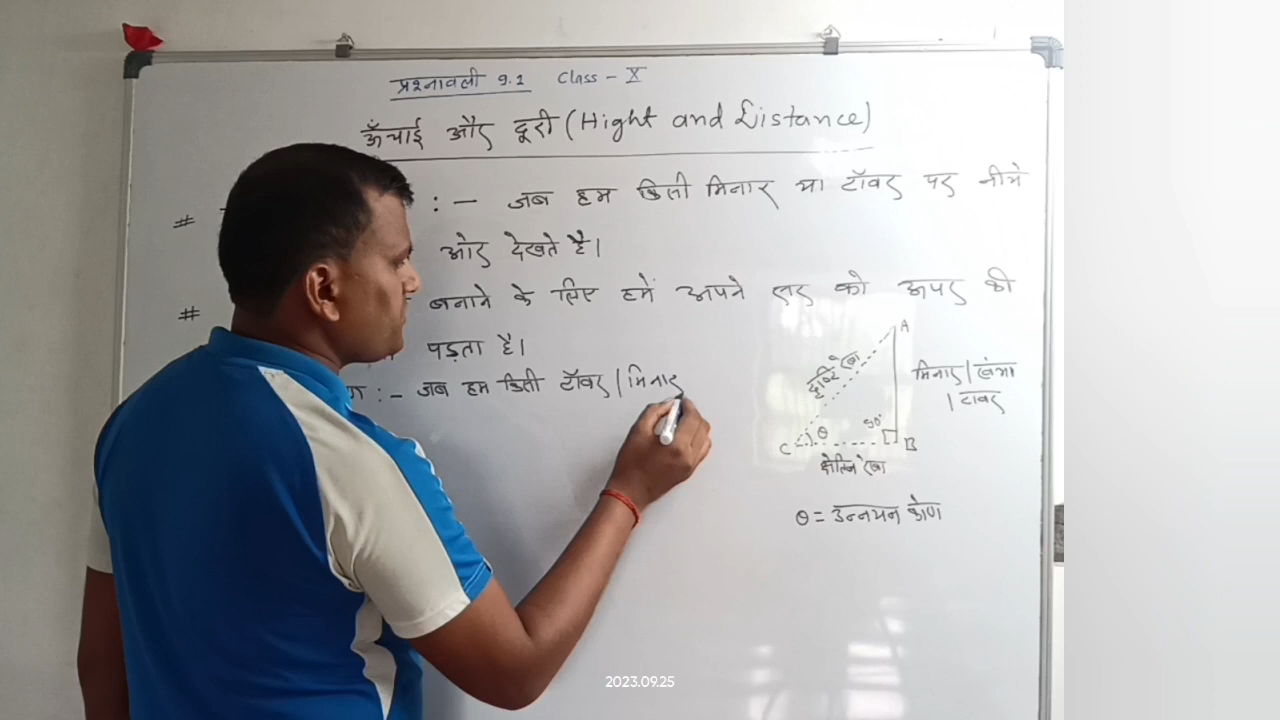 प्रश्नावली 9.1 Class - X
ऊँचाई और दूरी (Hight and Distance)
# : - जब हम किसी मिनार या टॉवर पर नीचे
ओर देखते है।
# बनाने के लिए हमें अपने सर को ऊपर की
पड़ता है।
ण : - जब हम किसी टॉवर | मिनार
A
दृष्टि रेखा
मिनार | खंभा
| टावर
90°
C θ B
क्षैतिज रेखा
θ = उन्नयन कोण
2023.09.25